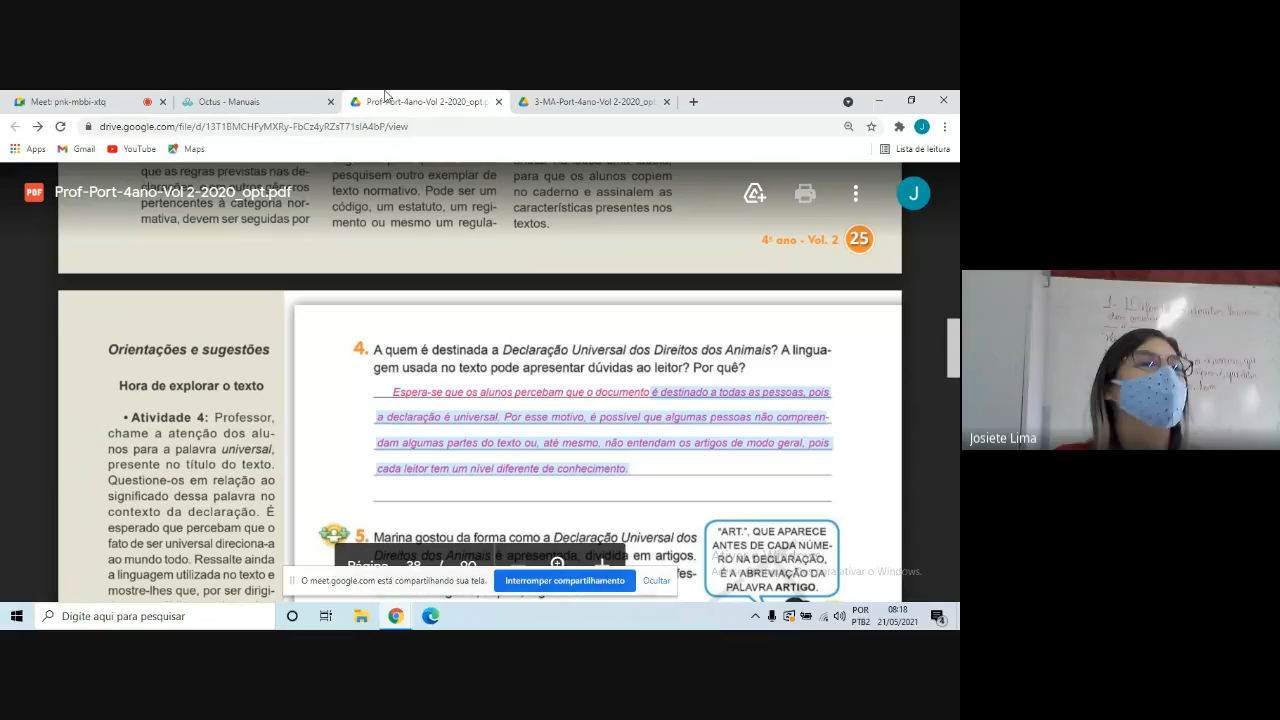 Meet: pnk-mbbi-xtq
Octus - Manuais
Prof-Port-4ano-Vol 2-2020_opt.p
3-MA-Port-4ano-Vol 2-2020_opt.
drive.google.com/file/d/13T1BMCHFyMXRy-FbCz4yRZsT71slA4bP/view
Apps
Gmail
YouTube
Maps
Lista de leitura
PDF
Prof-Port-4ano-Vol 2-2020_opt.pdf
J
que as regras previstas nas de-
pertencentes à categoria nor-
mativa, devem ser seguidas por
pesquisem outro exemplar de
texto normativo. Pode ser um
código, um estatuto, um regi-
mento ou mesmo um regula-
para que os alunos copiem
no caderno e assinalem as
características presentes nos
textos.
4º ano - Vol. 2 25
Orientações e sugestões
Hora de explorar o texto
• Atividade 4: Professor,
chame a atenção dos alu-
nos para a palavra universal,
presente no título do texto.
Questione-os em relação ao
significado dessa palavra no
contexto da declaração. É
esperado que percebam que o
fato de ser universal direciona-a
ao mundo todo. Ressalte ainda
a linguagem utilizada no texto e
mostre-lhes que, por ser dirigi-
4. A quem é destinada a Declaração Universal dos Direitos dos Animais? A lingua-
gem usada no texto pode apresentar dúvidas ao leitor? Por quê?
Espera-se que os alunos percebam que o documento é destinado a todas as pessoas, pois
a declaração é universal. Por esse motivo, é possível que algumas pessoas não compreen-
dam algumas partes do texto ou, até mesmo, não entendam os artigos de modo geral, pois
cada leitor tem um nível diferente de conhecimento.
5. Marina gostou da forma como a Declaração Universal dos
Direitos dos Animais é apresentada, dividida em artigos.
"ART.", QUE APARECE
ANTES DE CADA NÚME-
RO NA DECLARAÇÃO,
É A ABREVIAÇÃO DA
PALAVRA ARTIGO.
Página 38 / 90
O meet.google.com está compartilhando sua tela.
Interromper compartilhamento
Ocultar
Digite aqui para pesquisar
POR
PTB2
08:18
21/05/2021
4
Josiete Lima